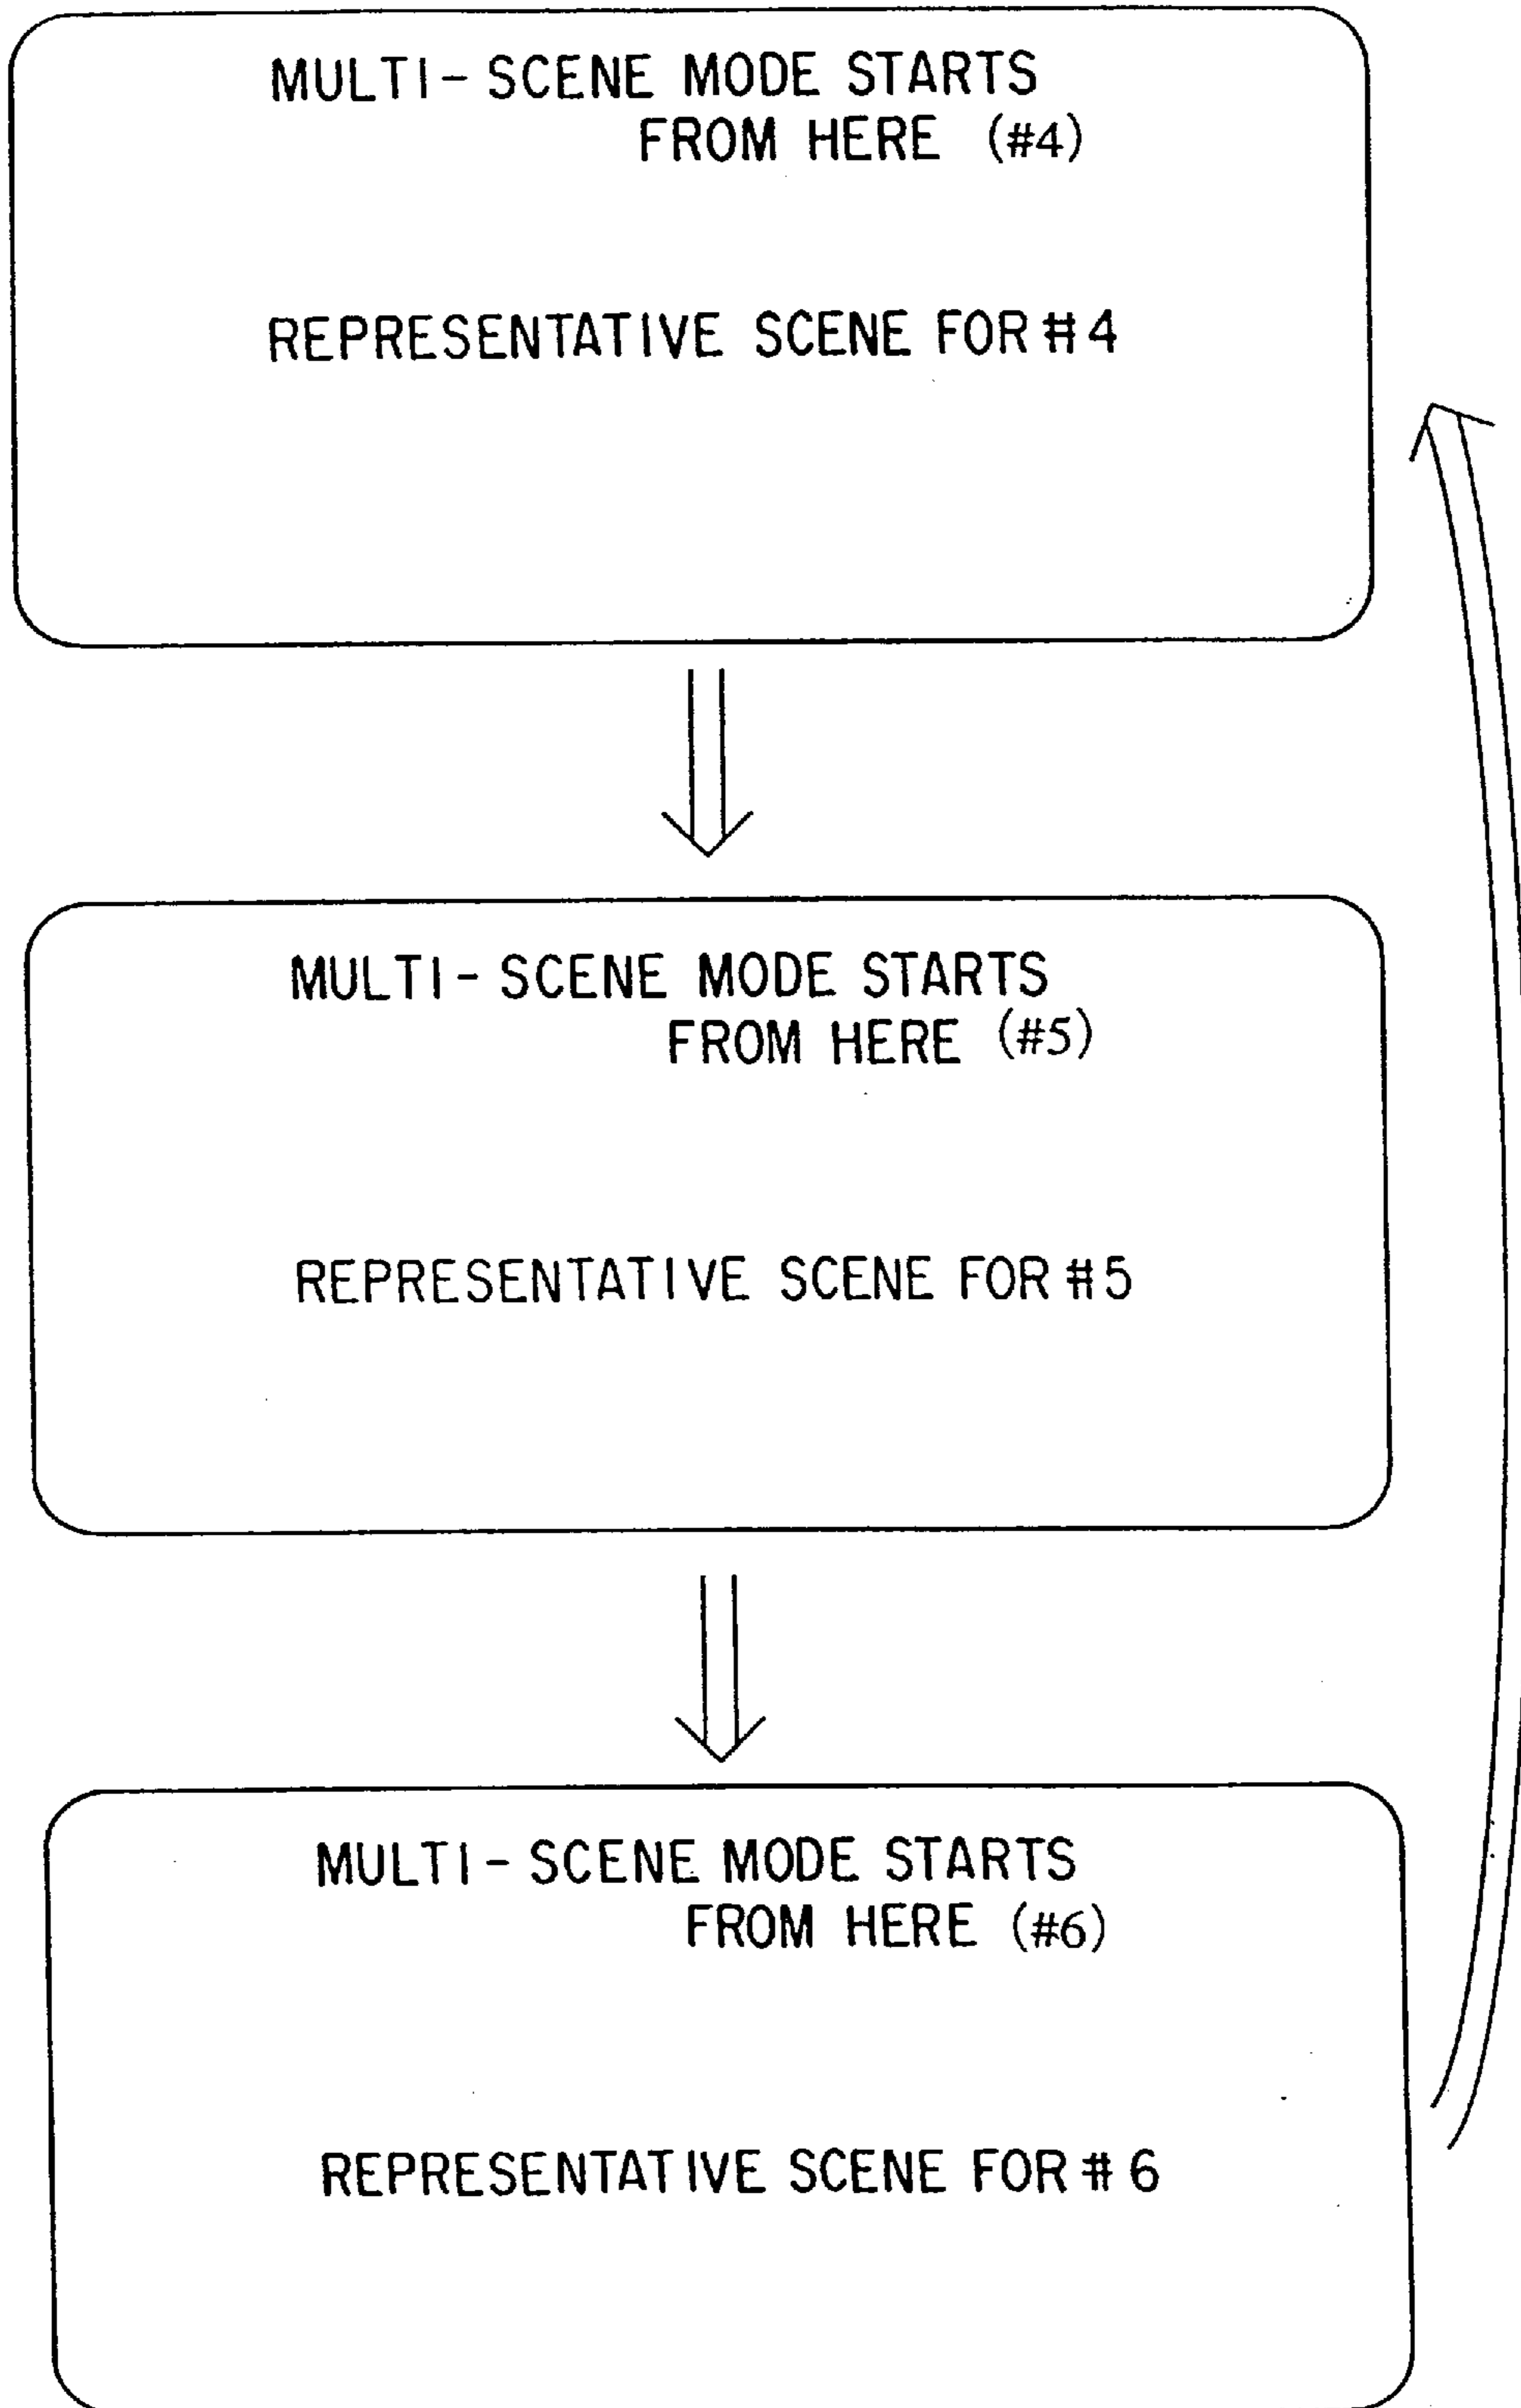 MULTI-SCENE MODE STARTS
FROM HERE (#4)
REPRESENTATIVE SCENE FOR #4
MULTI-SCENE MODE STARTS
FROM HERE (#5)
REPRESENTATIVE SCENE FOR #5
MULTI-SCENE MODE STARTS
FROM HERE (#6)
REPRESENTATIVE SCENE FOR #6